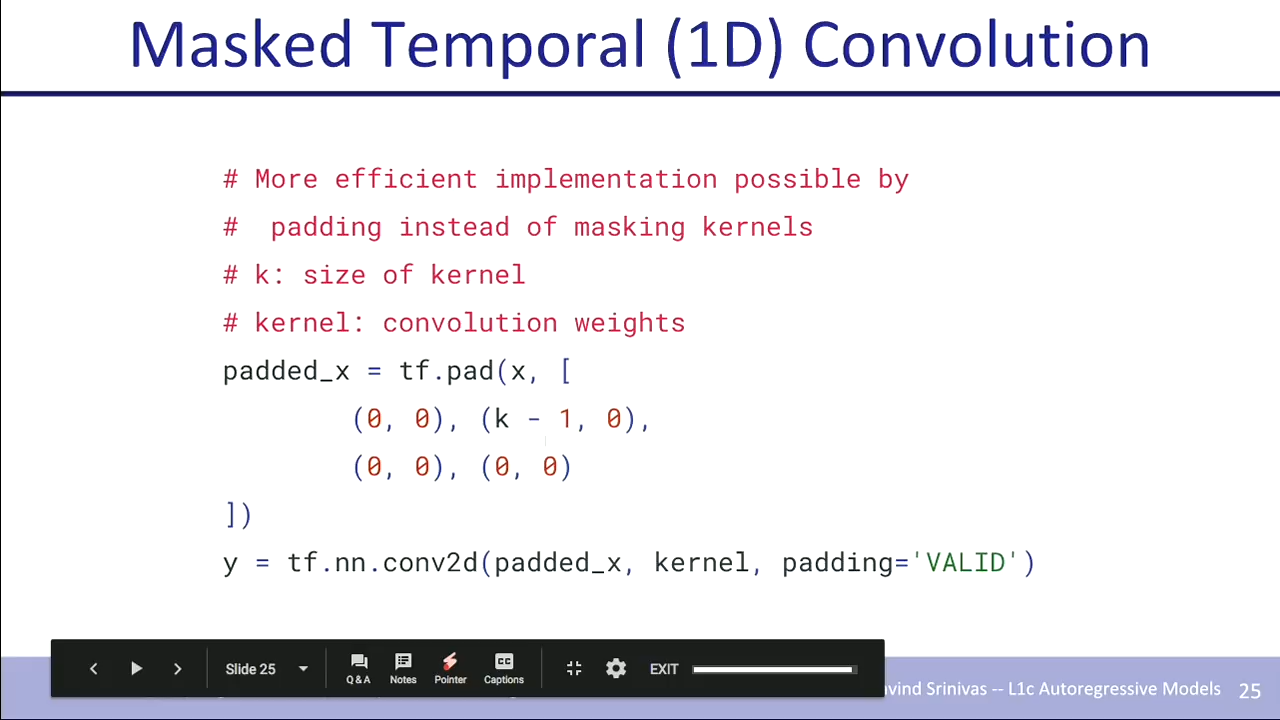 Masked Temporal (1D) Convolution
# More efficient implementation possible by
#  padding instead of masking kernels
# k: size of kernel
# kernel: convolution weights
padded_x = tf.pad(x, [
(0, 0), (k - 1, 0),
(0, 0), (0, 0)
])
y = tf.nn.conv2d(padded_x, kernel, padding='VALID')
Slide 25
Q & A
Notes
Pointer
CC
Captions
EXIT
Srinivas -- L1c Autoregressive Models
25